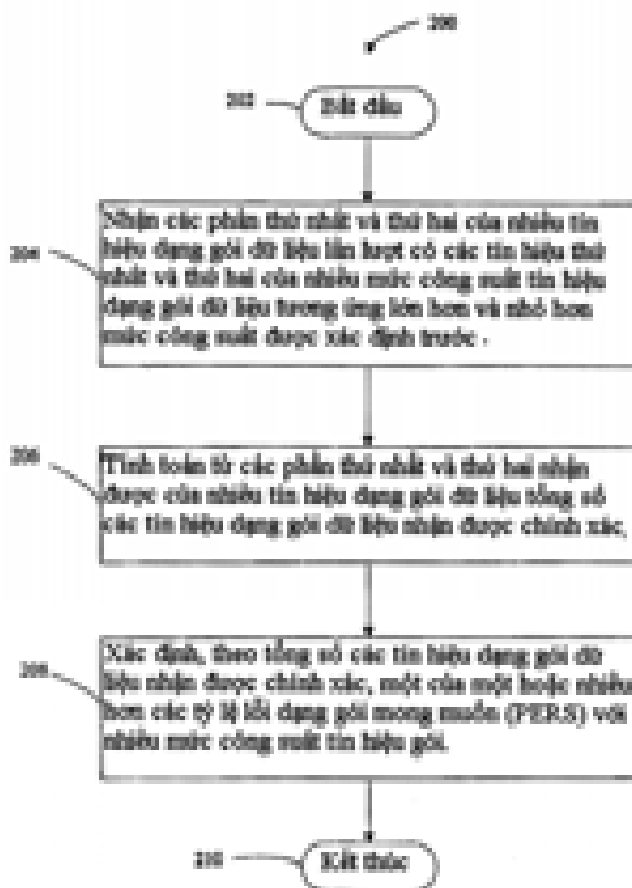 200
202
Bắt đầu
204
Nhận các phần thứ nhất và thứ hai của nhiều tín
hiệu dạng gói dữ liệu lần lượt có các tín hiệu thứ
nhất và thứ hai của nhiều mức công suất tín hiệu
dạng gói dữ liệu tương ứng lớn hơn và nhỏ hơn
mức công suất được xác định trước.
206
Tính toán từ các phần thứ nhất và thứ hai nhận
được của nhiều tín hiệu dạng gói dữ liệu tổng số
các tín hiệu dạng gói dữ liệu nhận được chính xác.
208
Xác định, theo tổng số các tín hiệu dạng gói dữ
liệu nhận được chính xác, một của một hoặc nhiều
hơn các tỷ lệ lỗi dạng gói mong muốn (PERS) với
nhiều mức công suất tín hiệu gói.
210
Kết thúc